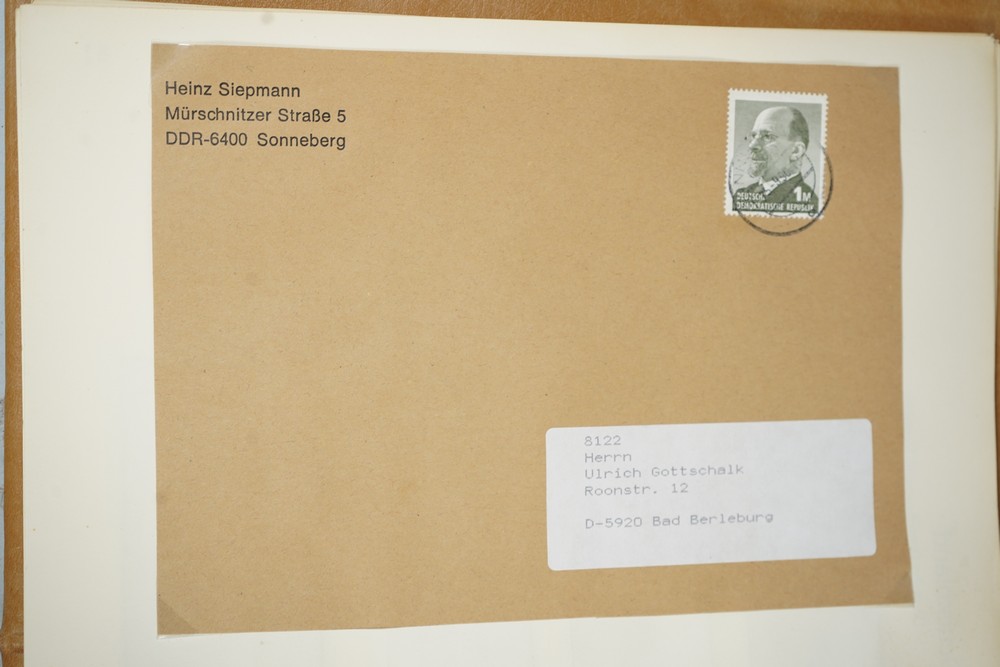 Heinz Siepmann
Mürschnitzer Straße 5
DDR-6400 Sonneberg
1M
DEUTSCHE
DEMOKRATISCHE REPUBLIK
8122
Herrn
Ulrich Gottschalk
Roonstr. 12
D-5920 Bad Berleburg